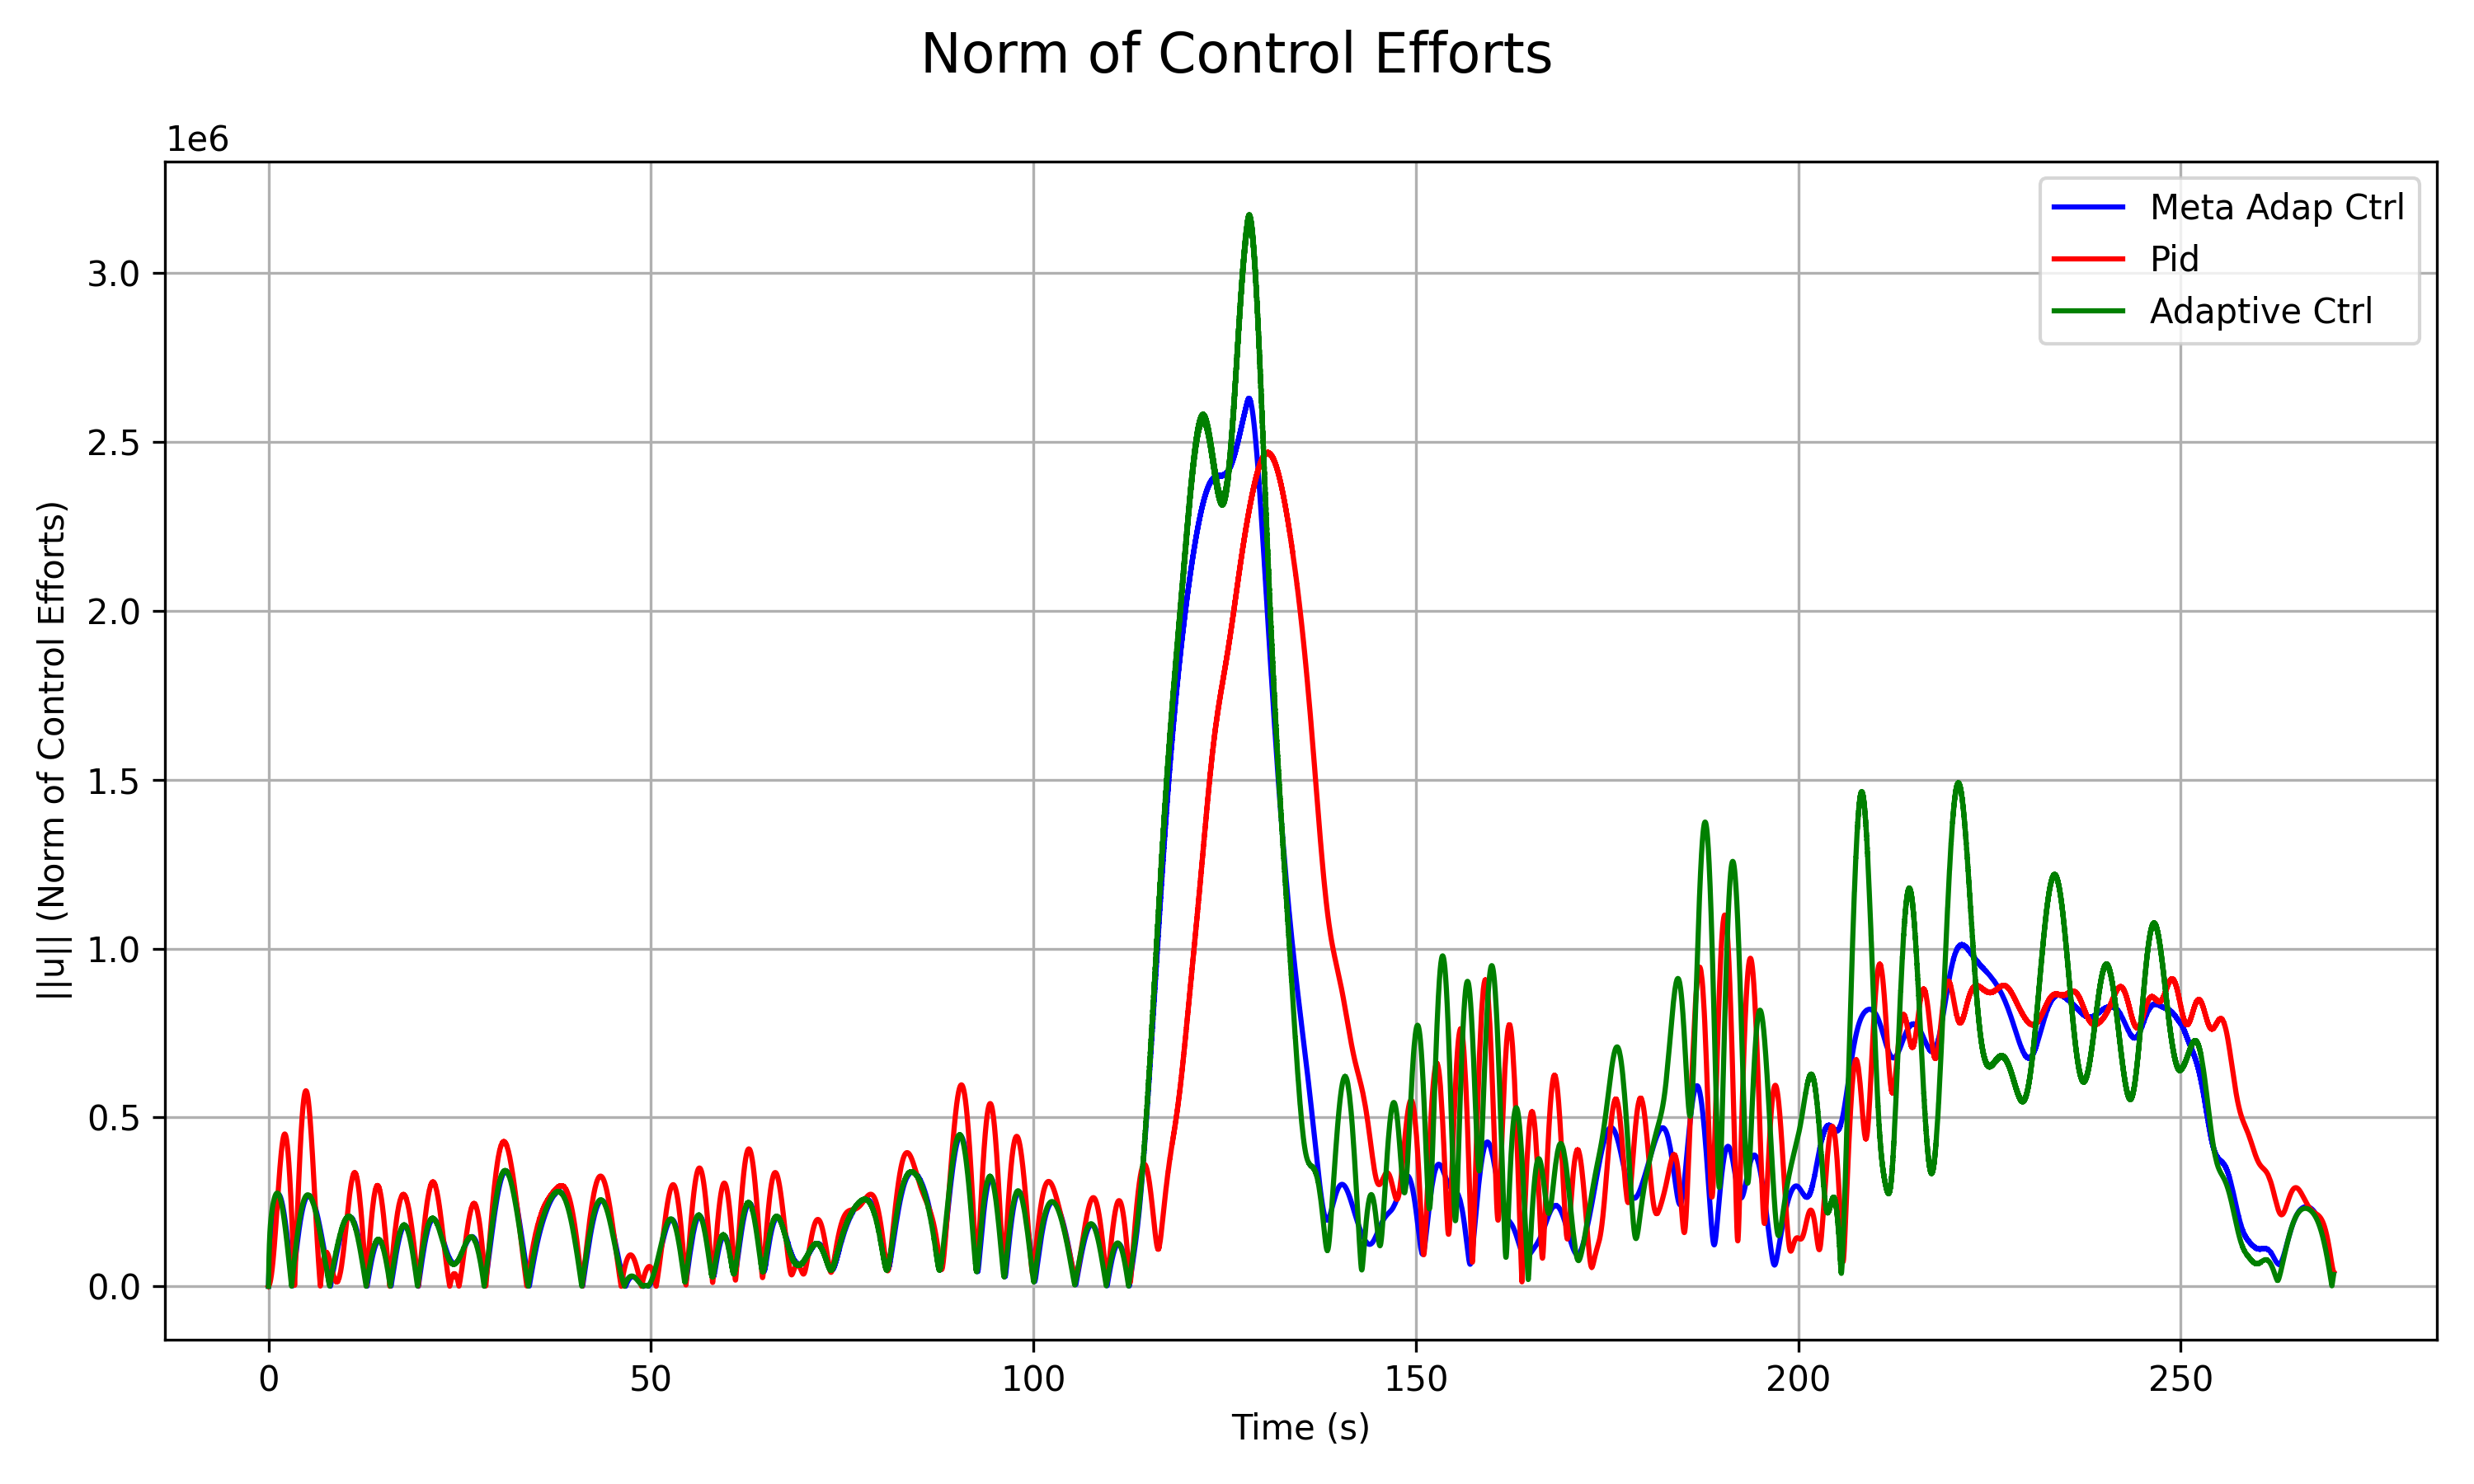 Norm of Control Efforts
1e6
Meta Adap Ctrl
Pid
Adaptive Ctrl
3.0
2.5
2.0
1.5
1.0
0.5
0.0
||u|| (Norm of Control Efforts)
0 50 100 150 200 250
Time (s)